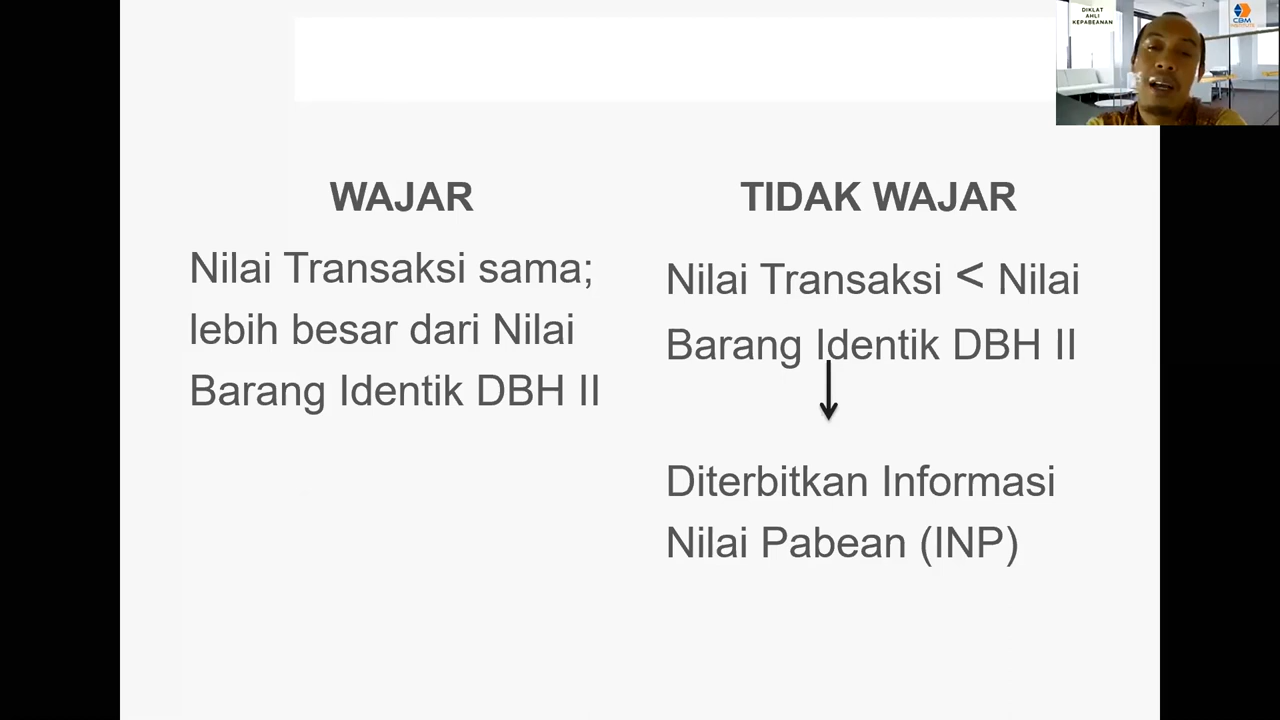 DIKLAT
AHLI
KEPABEANAN
CBM
INSTITUTE
WAJAR
Nilai Transaksi sama;
lebih besar dari Nilai
Barang Identik DBH II
TIDAK WAJAR
Nilai Transaksi < Nilai
Barang Identik DBH II
Diterbitkan Informasi
Nilai Pabean (INP)